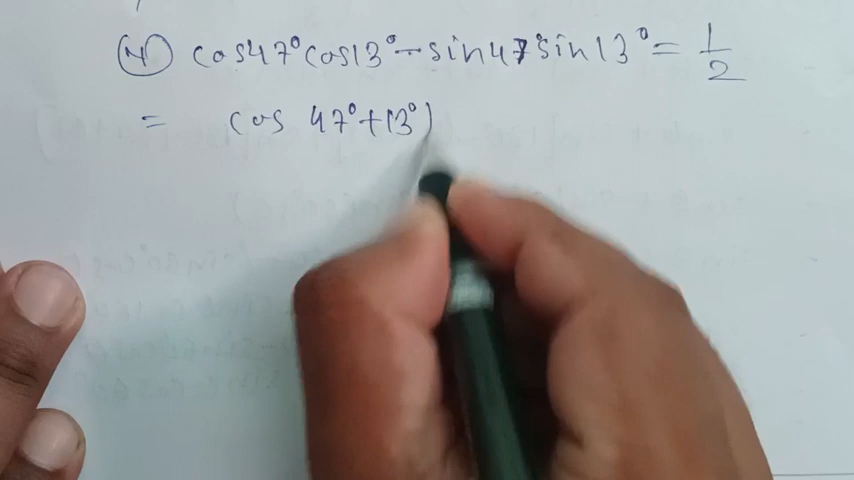 (4) cos47°cos13°-sin47°sin13° = 1/2
= cos 47°+13°)